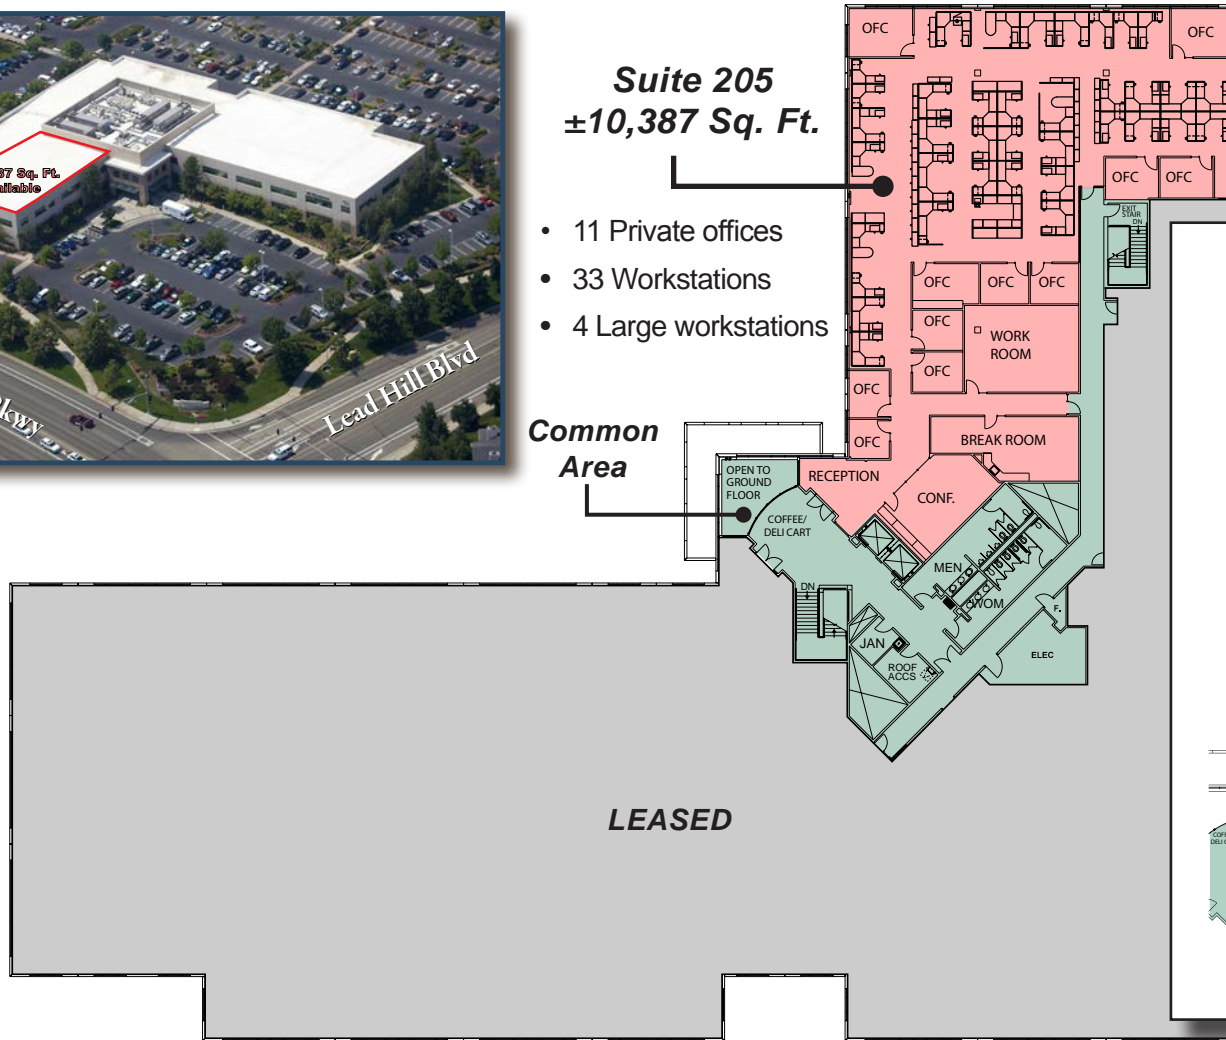 37 Sq. Ft.
Lead Hill Blvd
Suite 205
±10,387 Sq. Ft.
• 11 Private offices
• 33 Workstations
• 4 Large workstations
Common
Area
OFC
OFC
OFC
OFC
EXIT
STAIR
DN
OFC
OFC
OFC
OFC
WORK
ROOM
OFC
OFC
OFC
BREAK ROOM
RECEPTION
CONF.
OPEN TO
GROUND
FLOOR
COFFEE/
DELI CART
MEN
WOM
DN
F.
JAN
ROOF
ACCS
ELEC
LEASED